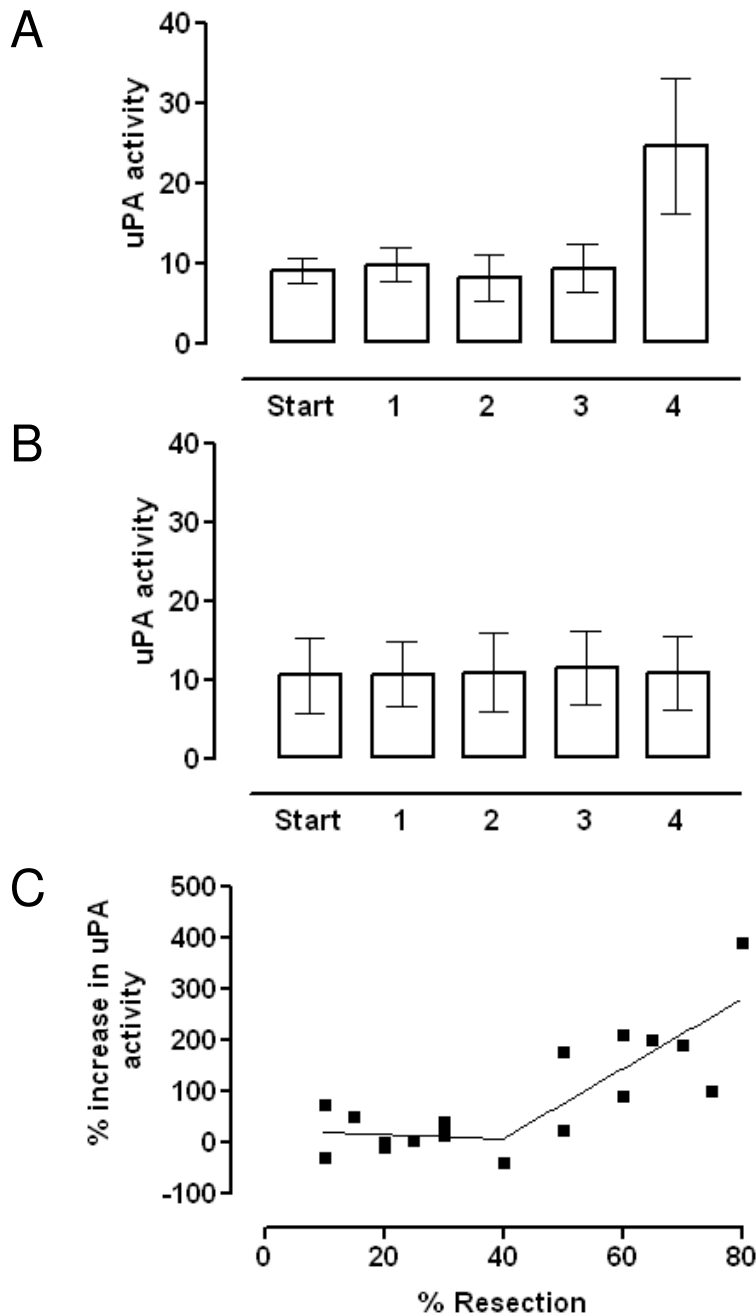 A
uPA activity
40
30
20
10
0
Start 1 2 3 4
B
uPA activity
40
30
20
10
0
Start 1 2 3 4
C
% increase in uPA
activity
500
400
300
200
100
0
-100
0 20 40 60 80
% Resection